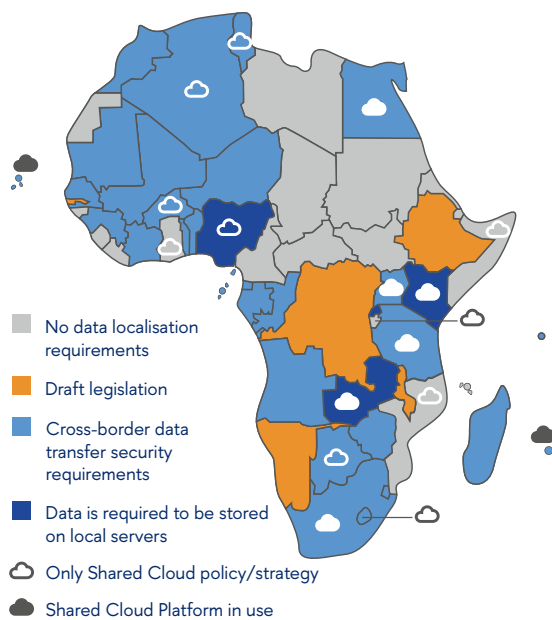 No data localisation
requirements
Draft legislation
Cross-border data
transfer security
requirements
Data is required to be stored
on local servers
Only Shared Cloud policy/strategy
Shared Cloud Platform in use